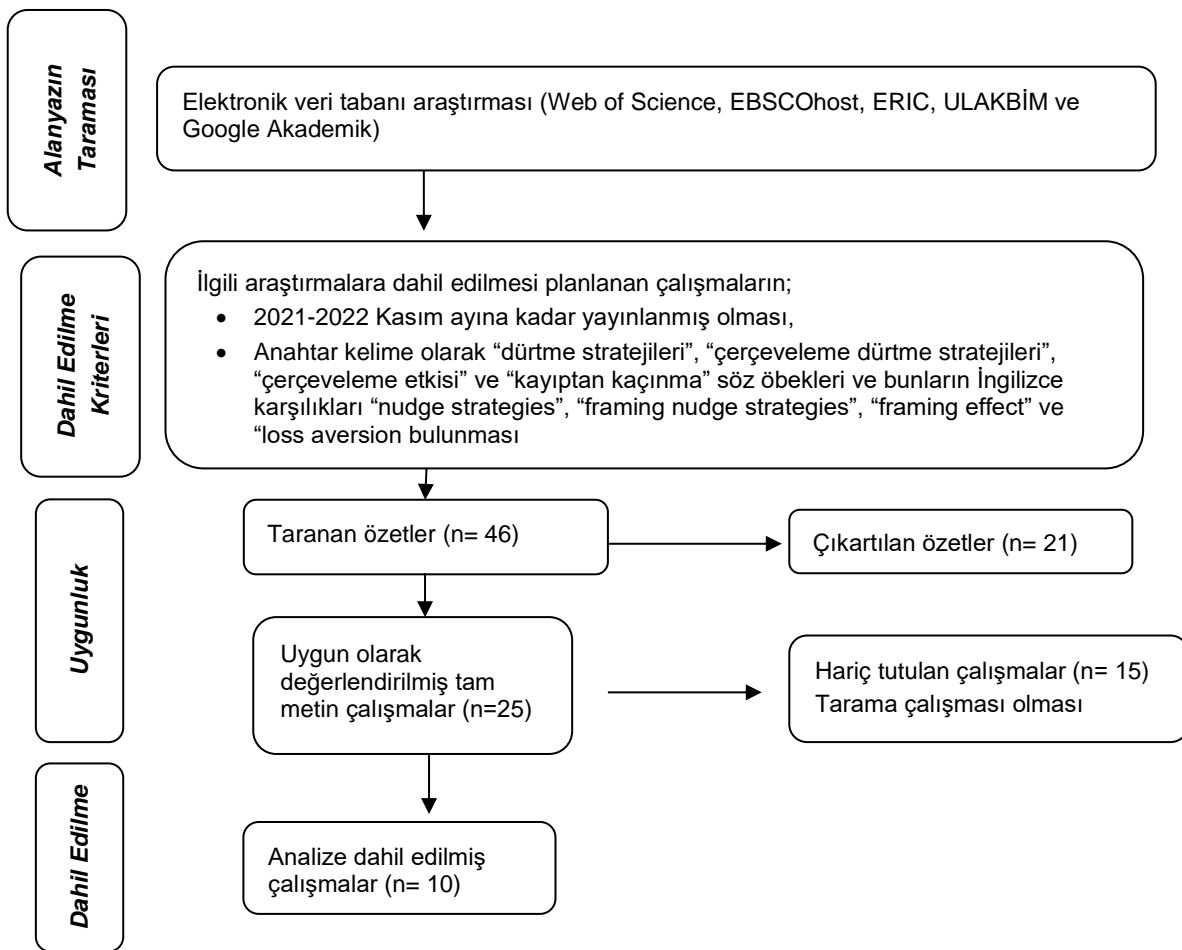 Alanyazın
Taraması
Elektronik veri tabanı araştırması (Web of Science, EBSCOhost, ERIC, ULAKBİM ve
Google Akademik)
Dahil Edilme
Kriterleri
İlgili araştırmalara dahil edilmesi planlanan çalışmaların;
• 2021-2022 Kasım ayına kadar yayınlanmış olması,
• Anahtar kelime olarak “dürtme stratejileri”, “çerçeveleme dürtme stratejileri”,
“çerçeveleme etkisi” ve “kayıptan kaçınma” söz öbekleri ve bunların İngilizce
karşılıkları “nudge strategies”, “framing nudge strategies”, “framing effect” ve
“loss aversion bulunması
Uygunluk
Taranan özetler (n= 46)
Çıkartılan özetler (n= 21)
Uygun olarak
değerlendirilmiş tam
metin çalışmalar (n=25)
Hariç tutulan çalışmalar (n= 15)
Tarama çalışması olması
Dahil Edilme
Analize dahil edilmiş
çalışmalar (n= 10)